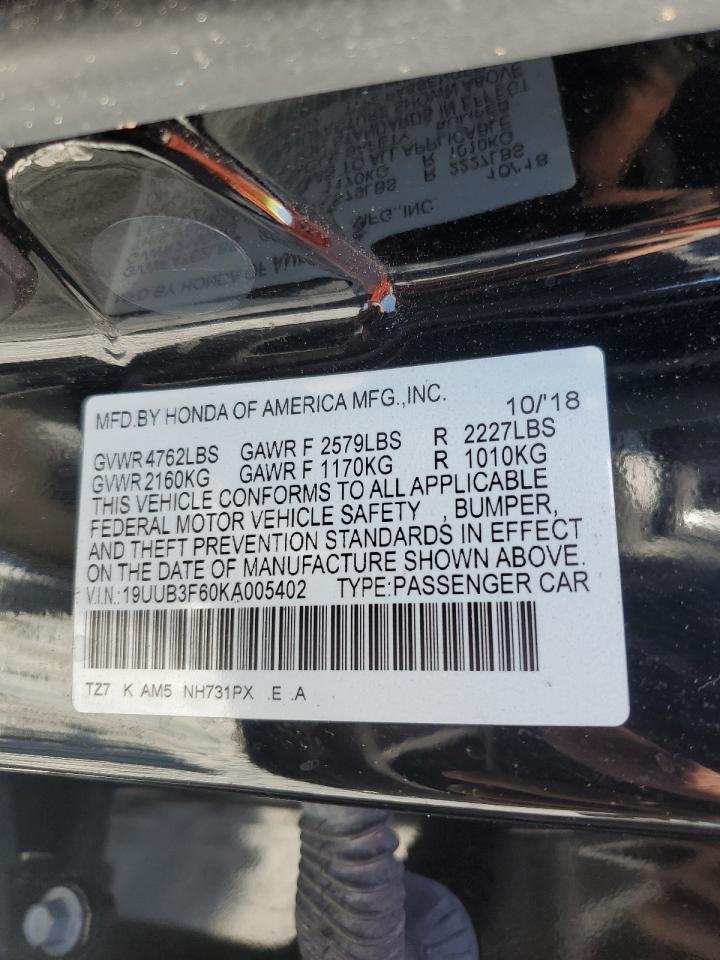 MFD.BY HONDA OF AMERICA MFG.,INC. 10/'18
GVWR 4762LBS GAWR F 2579LBS R 2227LBS
GVWR 2160KG GAWR F 1170KG R 1010KG
THIS VEHICLE CONFORMS TO ALL APPLICABLE
FEDERAL MOTOR VEHICLE SAFETY , BUMPER,
AND THEFT PREVENTION STANDARDS IN EFFECT
ON THE DATE OF MANUFACTURE SHOWN ABOVE.
V.I.N.:19UUB3F60KA005402 TYPE:PASSENGER CAR
TZ7 K AM5 NH731PX .E .A